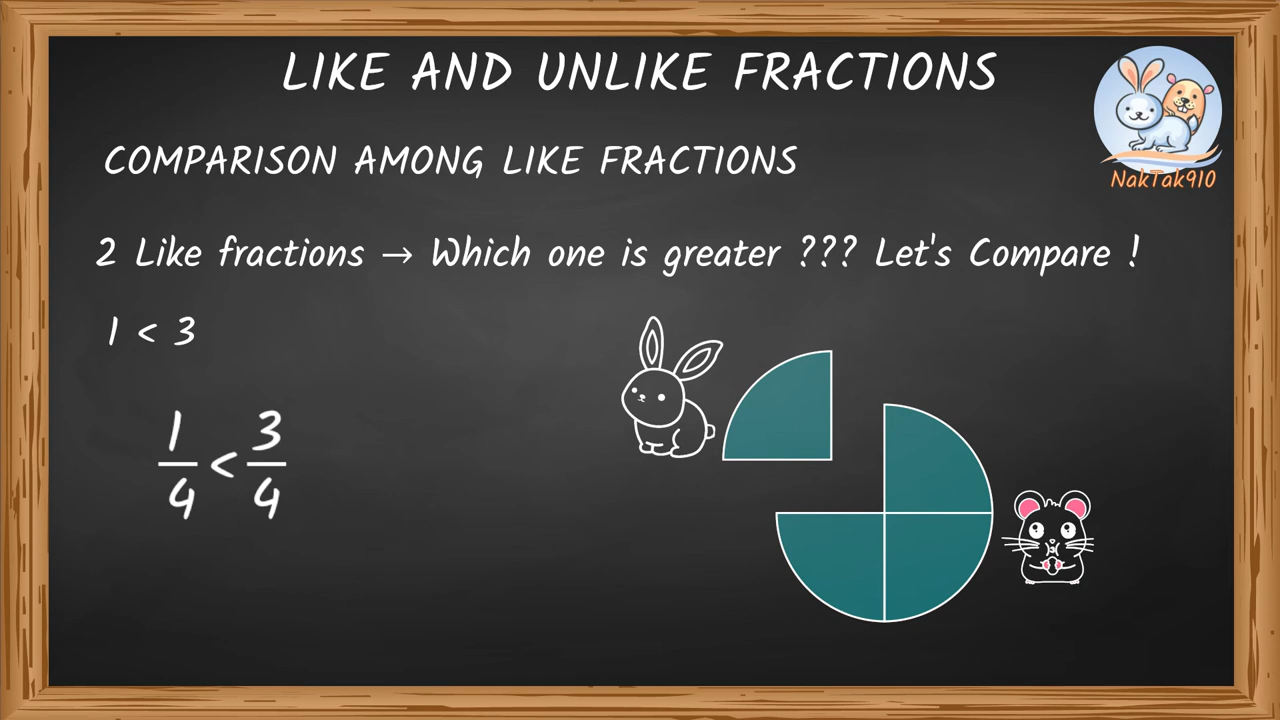 LIKE AND UNLIKE FRACTIONS
NakTak910
COMPARISON AMONG LIKE FRACTIONS
2 Like fractions → Which one is greater ??? Let's Compare !
1 < 3
1/4 < 3/4